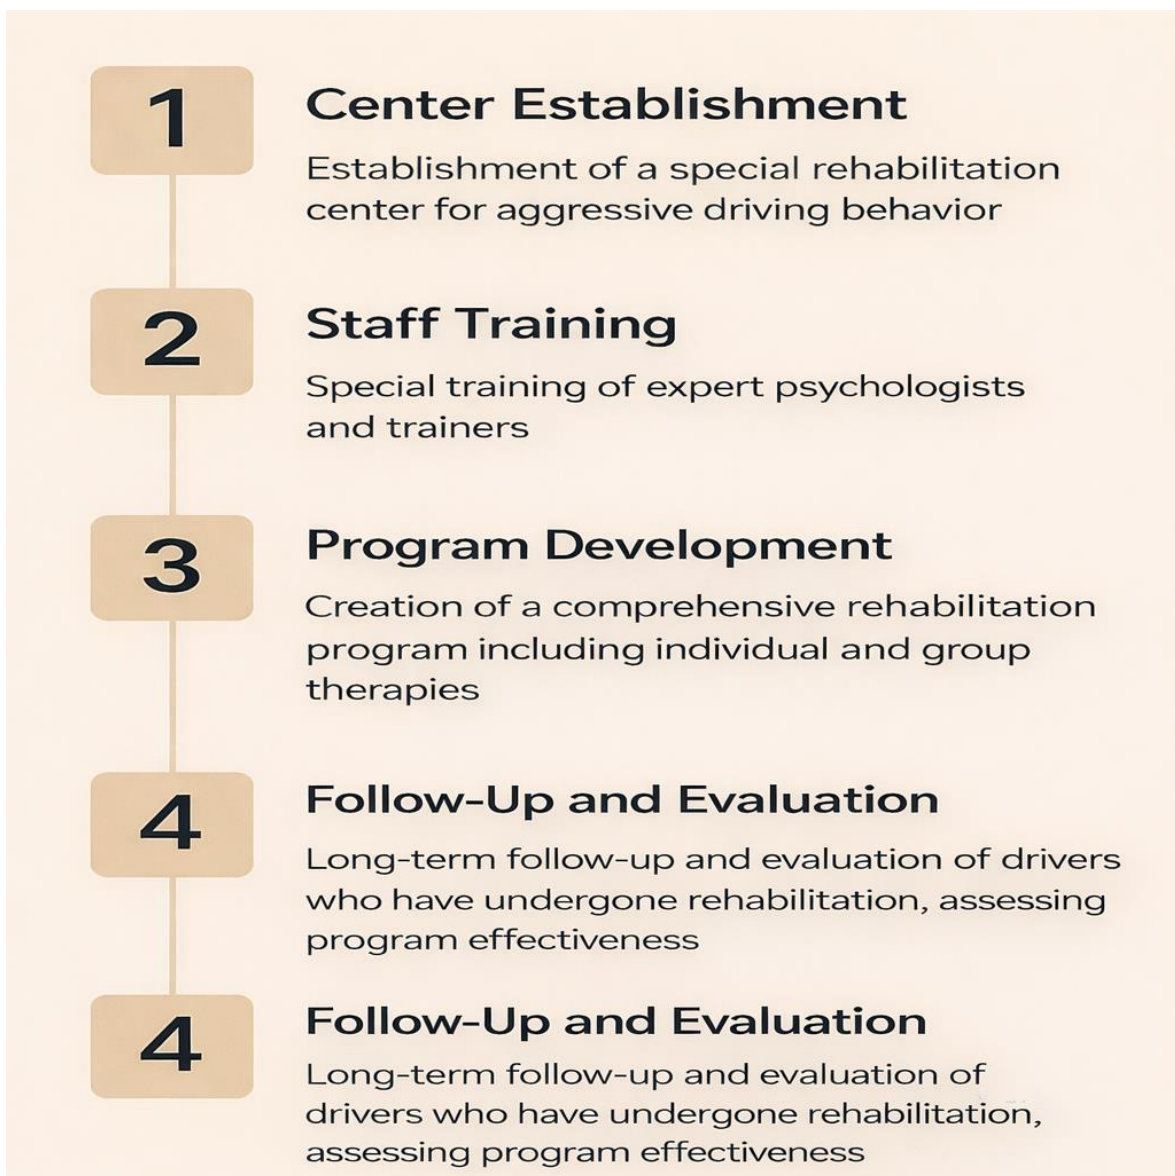 1
Center Establishment
Establishment of a special rehabilitation
center for aggressive driving behavior
2
Staff Training
Special training of expert psychologists
and trainers
3
Program Development
Creation of a comprehensive rehabilitation
program including individual and group
therapies
4
Follow-Up and Evaluation
Long-term follow-up and evaluation of drivers
who have undergone rehabilitation, assessing
program effectiveness
4
Follow-Up and Evaluation
Long-term follow-up and evaluation of
drivers who have undergone rehabilitation,
assessing program effectiveness